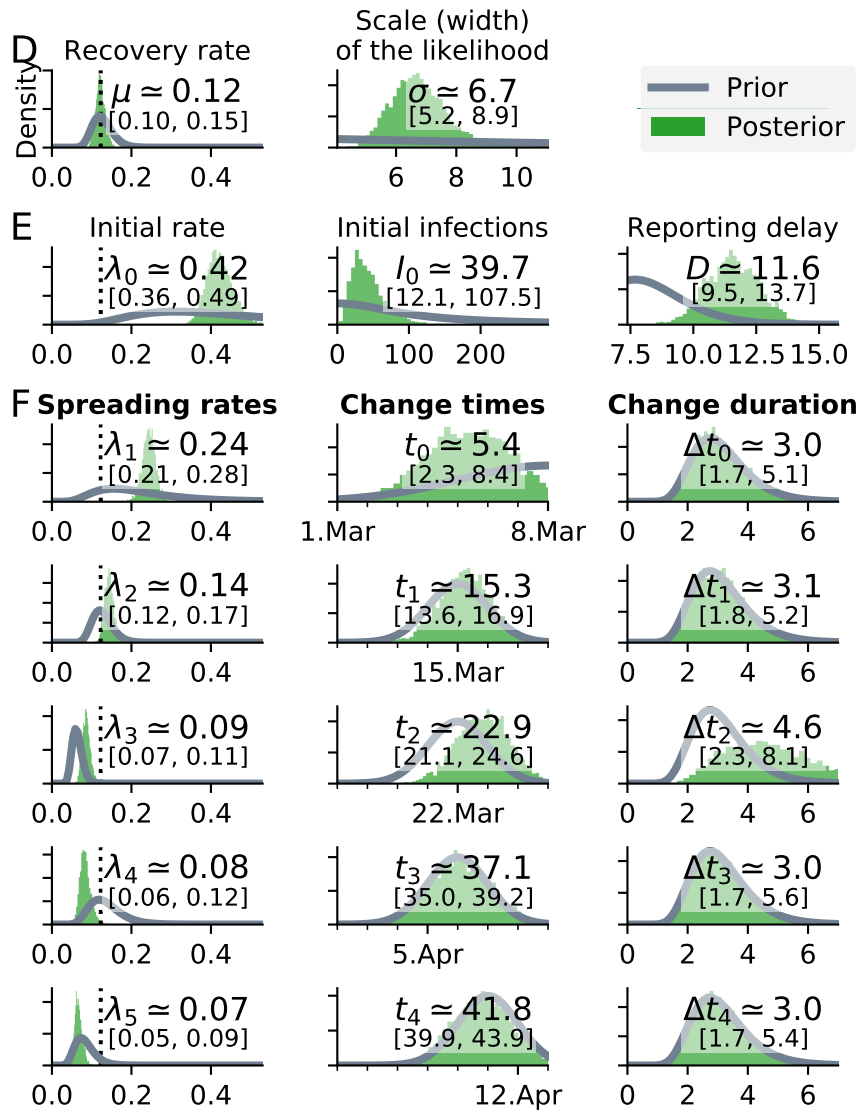 D
Recovery rate
Scale (width)
of the likelihood
Density
μ ≃ 0.12
[0.10, 0.15]
σ ≃ 6.7
[5.2, 8.9]
Prior
Posterior
0.0 0.2 0.4
6 8 10
E
Initial rate
Initial infections
Reporting delay
λ₀ ≃ 0.42
[0.36, 0.49]
I₀ ≃ 39.7
[12.1, 107.5]
D ≃ 11.6
[9.5, 13.7]
0.0 0.2 0.4
0 100 200
7.5 10.0 12.5 15.0
F
Spreading rates
Change times
Change duration
λ₁ ≃ 0.24
[0.21, 0.28]
t₀ ≃ 5.4
[2.3, 8.4]
Δt₀ ≃ 3.0
[1.7, 5.1]
0.0 0.2 0.4
1.Mar 8.Mar
0 2 4 6
λ₂ ≃ 0.14
[0.12, 0.17]
t₁ ≃ 15.3
[13.6, 16.9]
Δt₁ ≃ 3.1
[1.8, 5.2]
0.0 0.2 0.4
15.Mar
0 2 4 6
λ₃ ≃ 0.09
[0.07, 0.11]
t₂ ≃ 22.9
[21.1, 24.6]
Δt₂ ≃ 4.6
[2.3, 8.1]
0.0 0.2 0.4
22.Mar
0 2 4 6
λ₄ ≃ 0.08
[0.06, 0.12]
t₃ ≃ 37.1
[35.0, 39.2]
Δt₃ ≃ 3.0
[1.7, 5.6]
0.0 0.2 0.4
5.Apr
0 2 4 6
λ₅ ≃ 0.07
[0.05, 0.09]
t₄ ≃ 41.8
[39.9, 43.9]
Δt₄ ≃ 3.0
[1.7, 5.4]
0.0 0.2 0.4
12.Apr
0 2 4 6